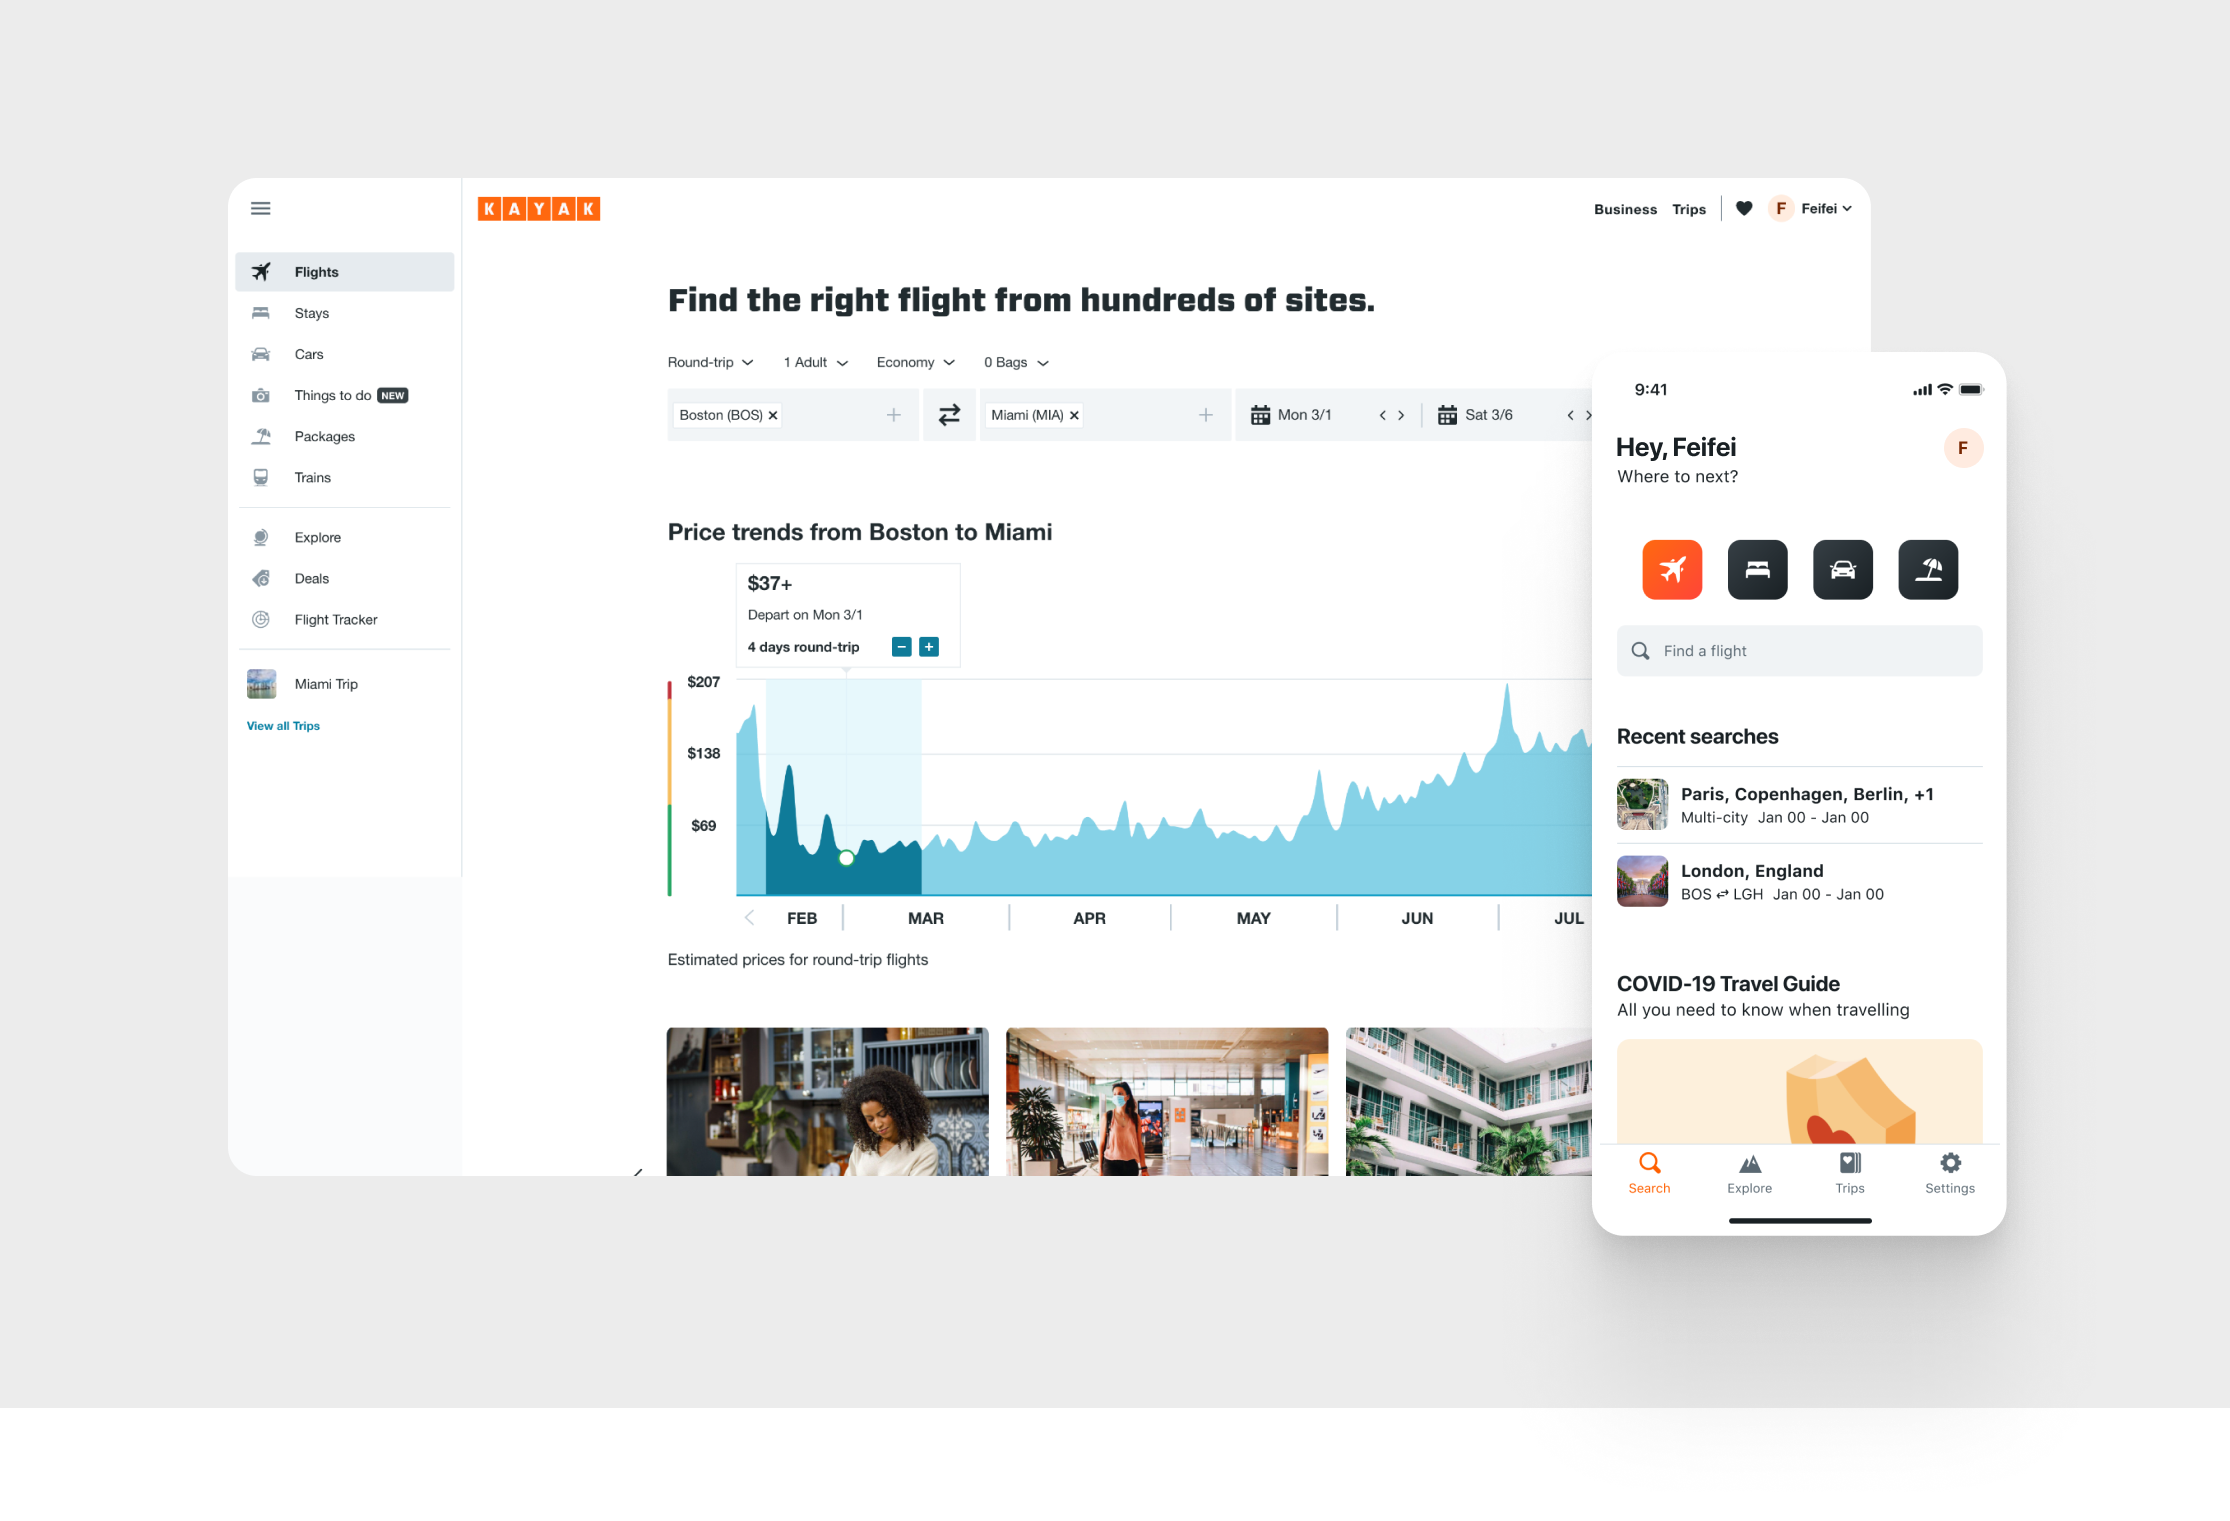 KAYAK
Business Trips F Feifei
Flights
Stays
Cars
Things to do NEW
Packages
Trains
Explore
Deals
Flight Tracker
Miami Trip
View all Trips
Find the right flight from hundreds of sites.
Round-trip 1 Adult Economy 0 Bags
Boston (BOS) Miami (MIA) Mon 3/1 Sat 3/6
Price trends from Boston to Miami
$37+
Depart on Mon 3/1
4 days round-trip
$207
$138
$69
FEB MAR APR MAY JUN JUL
Estimated prices for round-trip flights
9:41
Hey, Feifei
F
Where to next?
Find a flight
Recent searches
Paris, Copenhagen, Berlin, +1
Multi-city Jan 00 - Jan 00
London, England
BOS ⇄ LGH Jan 00 - Jan 00
COVID-19 Travel Guide
All you need to know when travelling
Search Explore Trips Settings